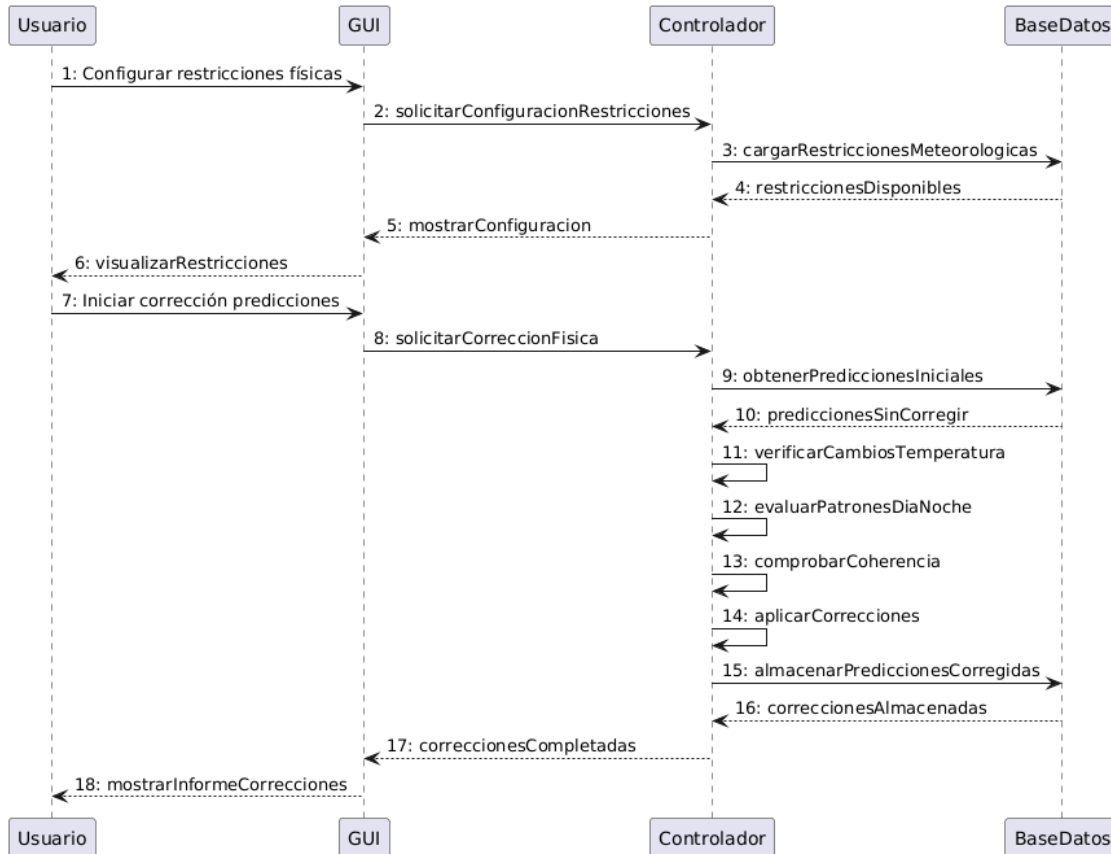 Usuario
GUI
Controlador
BaseDatos
1: Configurar restricciones físicas
2: solicitarConfiguracionRestricciones
3: cargarRestriccionesMeteorologicas
4: restriccionesDisponibles
5: mostrarConfiguracion
6: visualizarRestricciones
7: Iniciar corrección predicciones
8: solicitarCorreccionFisica
9: obtenerPrediccionesIniciales
10: prediccionesSinCorregir
11: verificarCambiosTemperatura
12: evaluarPatronesDiaNoche
13: comprobarCoherencia
14: aplicarCorrecciones
15: almacenarPrediccionesCorregidas
16: correccionesAlmacenadas
17: correccionesCompletadas
18: mostrarInformeCorrecciones
Usuario
GUI
Controlador
BaseDatos